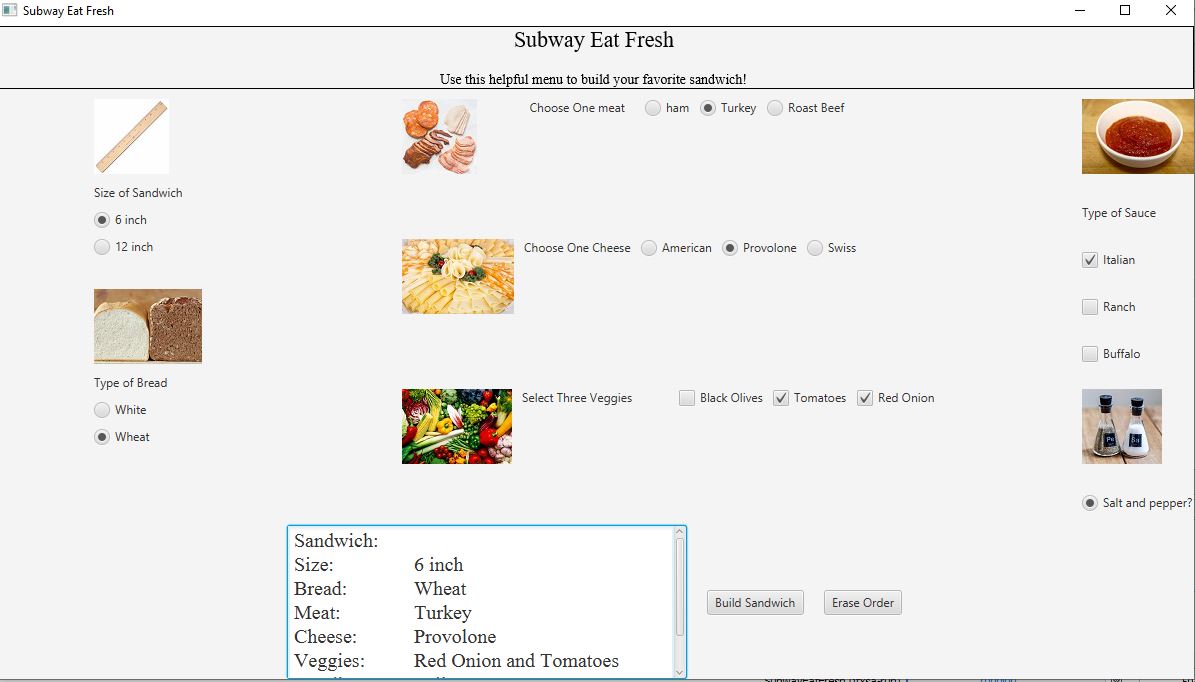 Subway Eat Fresh
Subway Eat Fresh
Use this helpful menu to build your favorite sandwich!
Choose One meat ham Turkey Roast Beef
Size of Sandwich
6 inch
12 inch
Type of Sauce
Choose One Cheese American Provolone Swiss
Italian
Ranch
Buffalo
Type of Bread
White
Wheat
Select Three Veggies Black Olives Tomatoes Red Onion
Salt and pepper?
Sandwich:
Size: 6 inch
Bread: Wheat
Meat: Turkey
Cheese: Provolone
Veggies: Red Onion and Tomatoes
Build Sandwich Erase Order